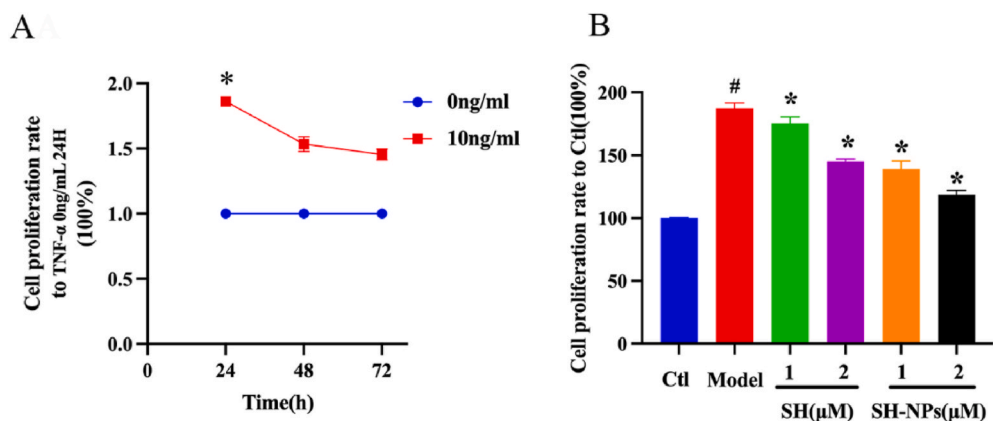 A
Cell proliferation rate
to TNF-α 0ng/mL 24H
(100%)
2.0
1.5
1.0
0.5
0.0
*
0
24
48
72
Time(h)
0ng/ml
10ng/ml
B
Cell proliferation rate to Ctl(100%)
200
150
100
50
0
#
*
*
*
*
Ctl
Model
1
2
1
2
SH(μM)
SH-NPs(μM)